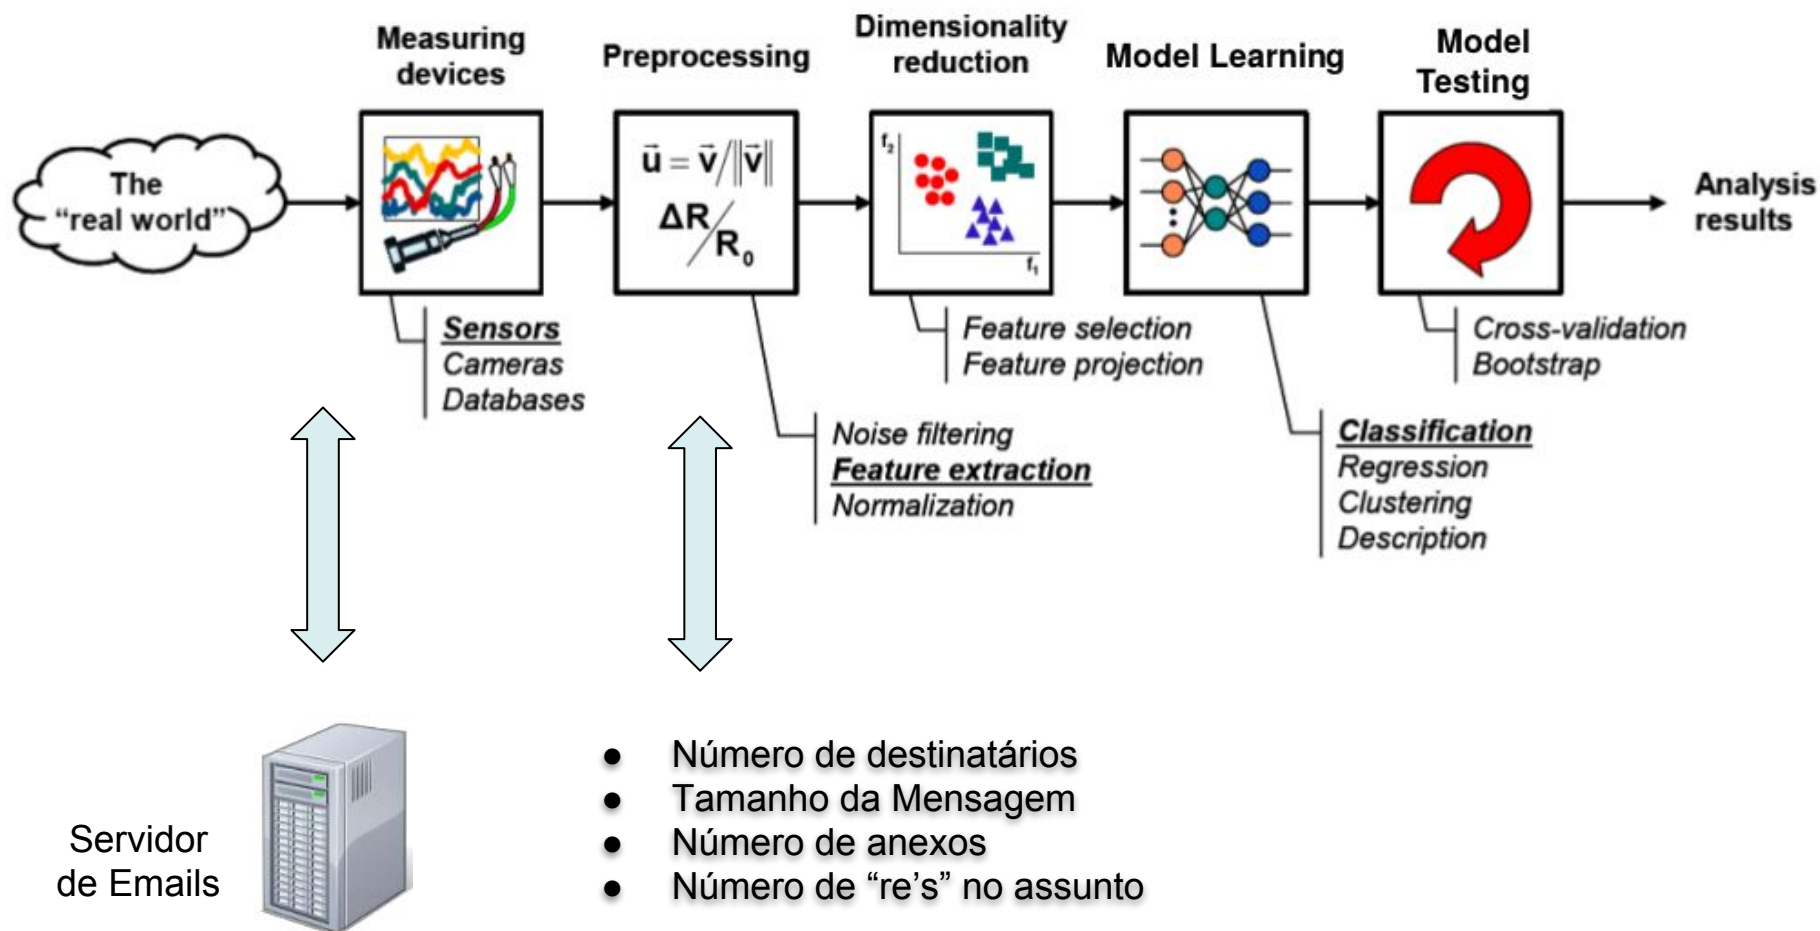 Measuring
devices
Preprocessing
Dimensionality
reduction
Model Learning
Model
Testing
The
“real world”
u⃗ = v⃗/||v⃗||
ΔR/R₀
f₂
f₁
Analysis
results
Sensors
Cameras
Databases
Noise filtering
Feature extraction
Normalization
Feature selection
Feature projection
Classification
Regression
Clustering
Description
Cross-validation
Bootstrap
Servidor
de Emails
● Número de destinatários
● Tamanho da Mensagem
● Número de anexos
● Número de “re’s” no assunto